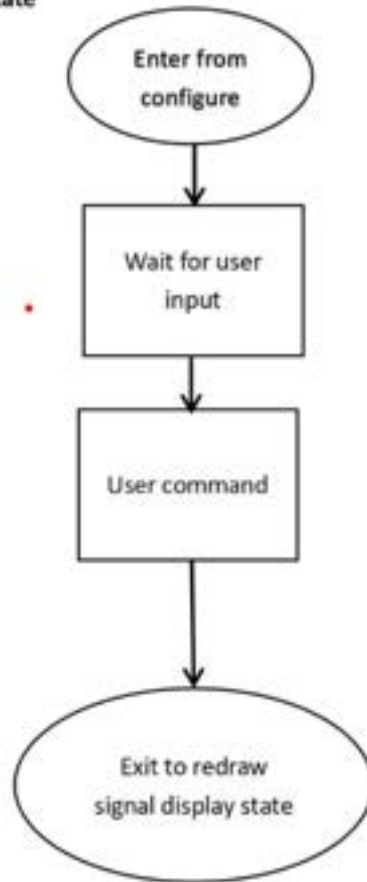 Enter from
configure
Wait for user
input
User command
Exit to redraw
signal display state